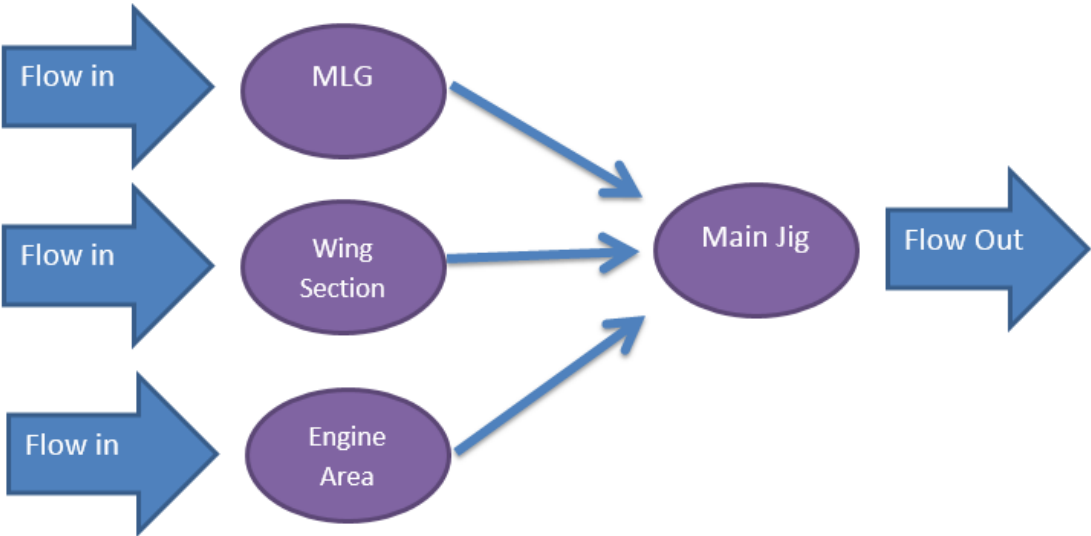 Flow in
MLG
Flow in
Wing
Section
Main Jig
Flow Out
Flow in
Engine
Area